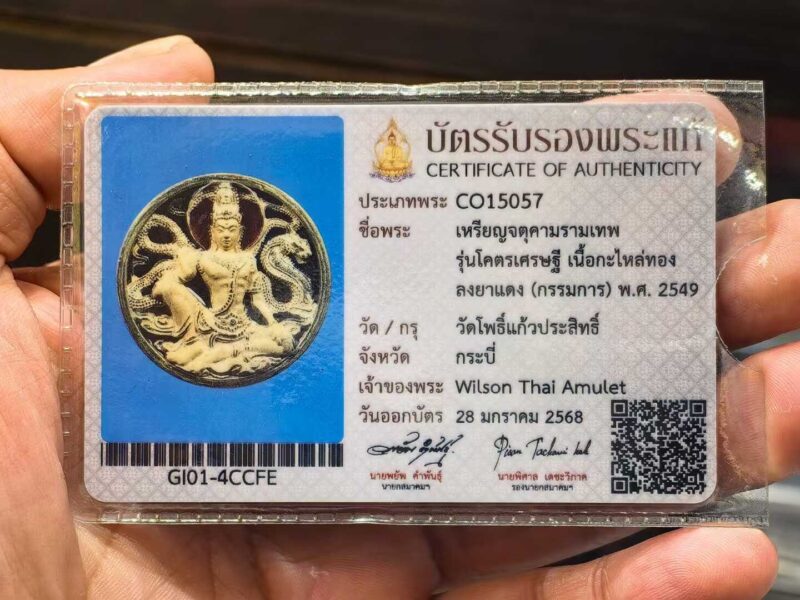 บัตรรับรองพระแท้
CERTIFICATE OF AUTHENTICITY
ประเภทพระ CO15057
ชื่อพระ เหรียญจตุคามรามเทพ
รุ่นโคตรเศรษฐี เนื้อกะไหล่ทอง
ลงยาแดง (กรรมการ) พ.ศ. 2549
วัด / กรุ วัดโพธิ์แก้วประสิทธิ์
จังหวัด กระบี่
เจ้าของพระ Wilson Thai Amulet
วันออกบัตร 28 มกราคม 2568
GI01-4CCFE
นายพยัพ คำพันธุ์
นายกสมาคมฯ
นายพิศาล เตชะวิภาค
รองนายกสมาคมฯ